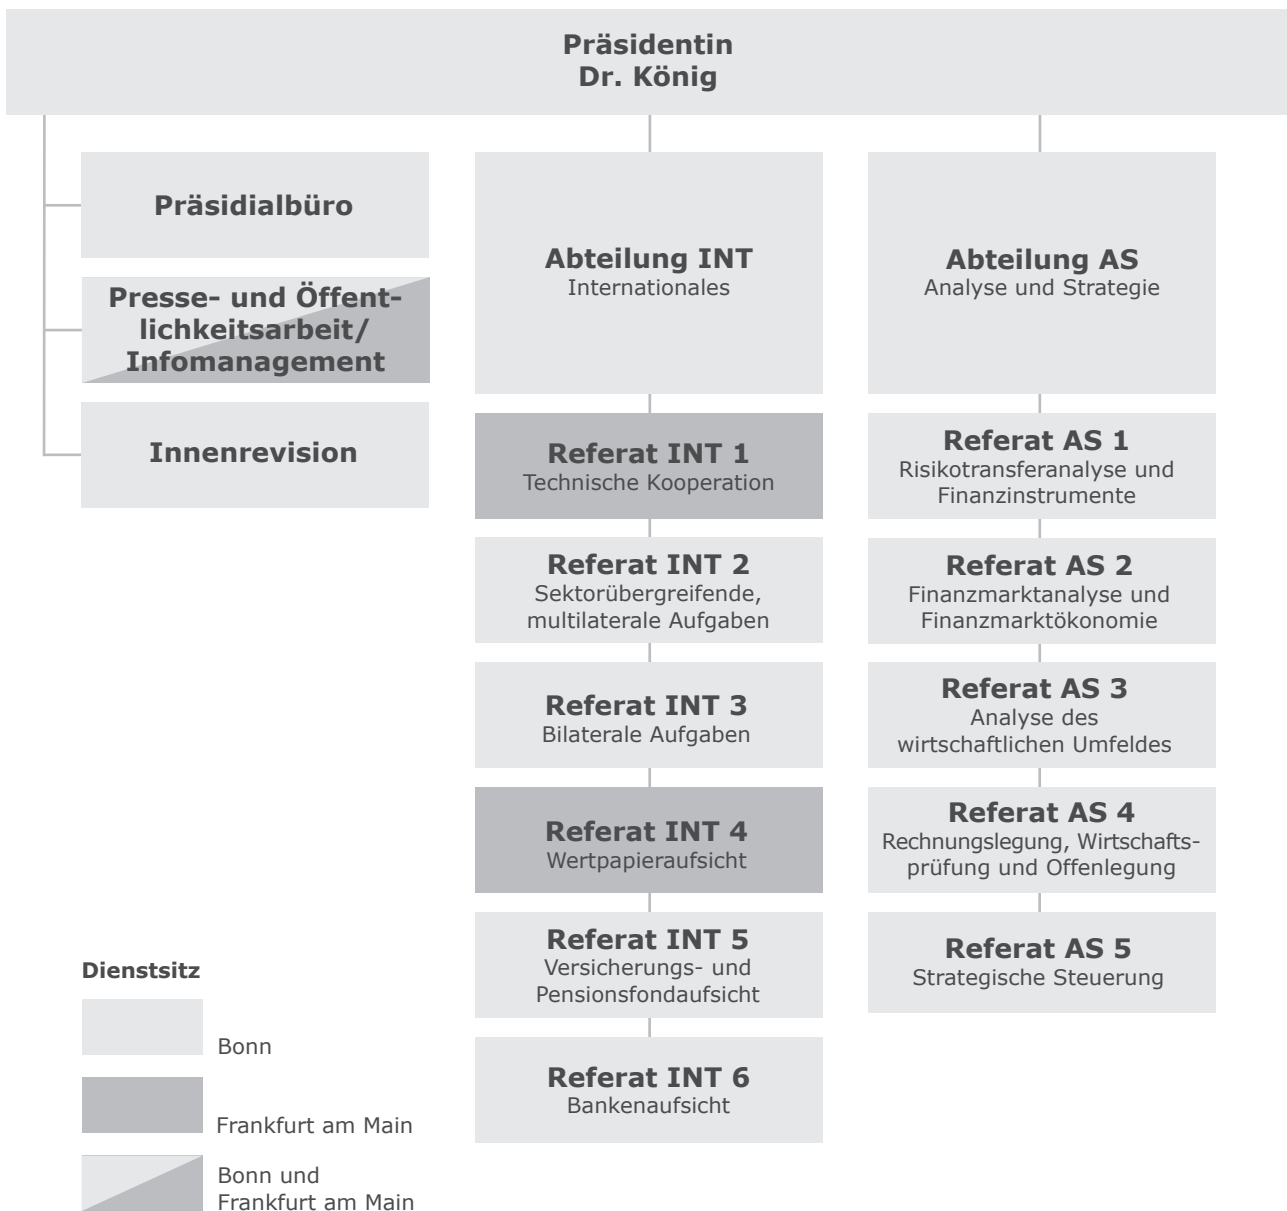 Präsidentin
Dr. König
Präsidialbüro
Presse- und Öffent-
lichkeitsarbeit/
Infomanagement
Innenrevision
Abteilung INT
Internationales
Referat INT 1
Technische Kooperation
Referat INT 2
Sektorübergreifende,
multilaterale Aufgaben
Referat INT 3
Bilaterale Aufgaben
Referat INT 4
Wertpapieraufsicht
Referat INT 5
Versicherungs- und
Pensionsfondaufsicht
Referat INT 6
Bankenaufsicht
Abteilung AS
Analyse und Strategie
Referat AS 1
Risikotransferanalyse und
Finanzinstrumente
Referat AS 2
Finanzmarktanalyse und
Finanzmarktökonomie
Referat AS 3
Analyse des
wirtschaftlichen Umfeldes
Referat AS 4
Rechnungslegung, Wirtschafts-
prüfung und Offenlegung
Referat AS 5
Strategische Steuerung
Dienstsitz
Bonn
Frankfurt am Main
Bonn und
Frankfurt am Main